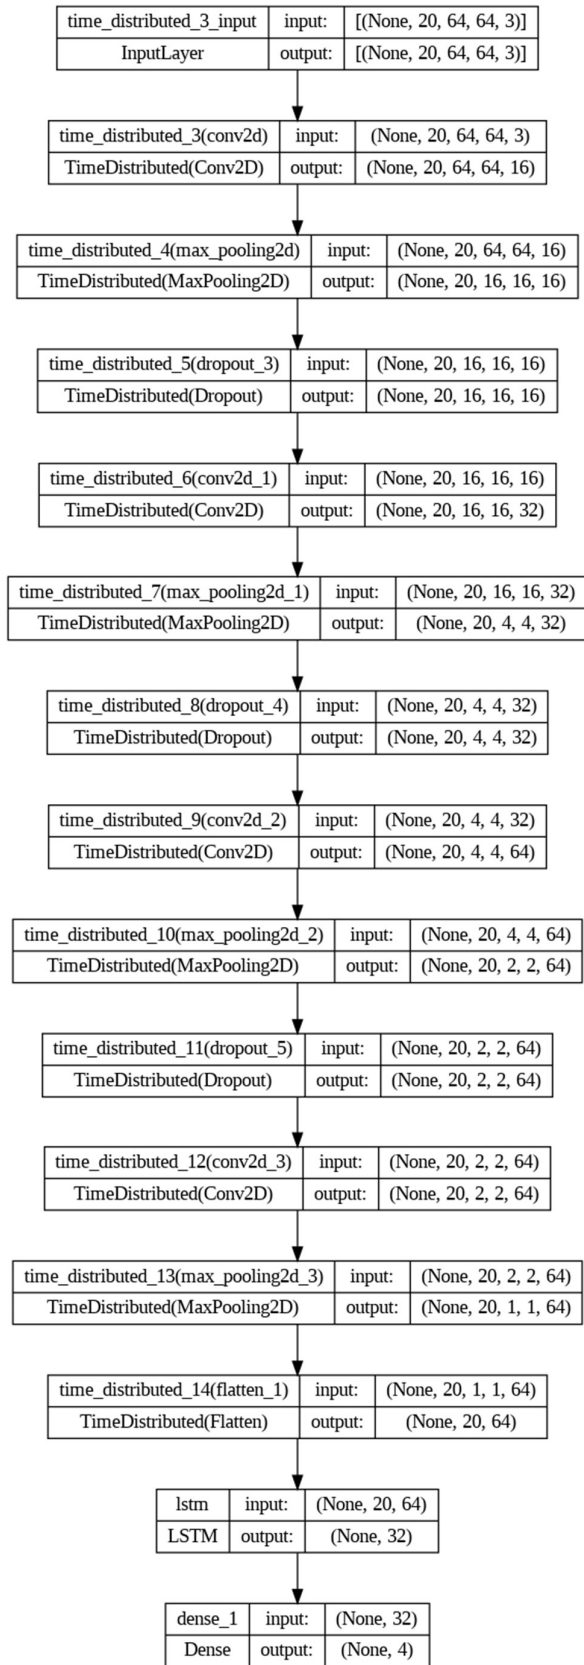 time_distributed_3_input input: [(None, 20, 64, 64, 3)]
InputLayer output: [(None, 20, 64, 64, 3)]
time_distributed_3(conv2d) input: (None, 20, 64, 64, 3)
TimeDistributed(Conv2D) output: (None, 20, 64, 64, 16)
time_distributed_4(max_pooling2d) input: (None, 20, 64, 64, 16)
TimeDistributed(MaxPooling2D) output: (None, 20, 16, 16, 16)
time_distributed_5(dropout_3) input: (None, 20, 16, 16, 16)
TimeDistributed(Dropout) output: (None, 20, 16, 16, 16)
time_distributed_6(conv2d_1) input: (None, 20, 16, 16, 16)
TimeDistributed(Conv2D) output: (None, 20, 16, 16, 32)
time_distributed_7(max_pooling2d_1) input: (None, 20, 16, 16, 32)
TimeDistributed(MaxPooling2D) output: (None, 20, 4, 4, 32)
time_distributed_8(dropout_4) input: (None, 20, 4, 4, 32)
TimeDistributed(Dropout) output: (None, 20, 4, 4, 32)
time_distributed_9(conv2d_2) input: (None, 20, 4, 4, 32)
TimeDistributed(Conv2D) output: (None, 20, 4, 4, 64)
time_distributed_10(max_pooling2d_2) input: (None, 20, 4, 4, 64)
TimeDistributed(MaxPooling2D) output: (None, 20, 2, 2, 64)
time_distributed_11(dropout_5) input: (None, 20, 2, 2, 64)
TimeDistributed(Dropout) output: (None, 20, 2, 2, 64)
time_distributed_12(conv2d_3) input: (None, 20, 2, 2, 64)
TimeDistributed(Conv2D) output: (None, 20, 2, 2, 64)
time_distributed_13(max_pooling2d_3) input: (None, 20, 2, 2, 64)
TimeDistributed(MaxPooling2D) output: (None, 20, 1, 1, 64)
time_distributed_14(flatten_1) input: (None, 20, 1, 1, 64)
TimeDistributed(Flatten) output: (None, 20, 64)
lstm input: (None, 20, 64)
LSTM output: (None, 32)
dense_1 input: (None, 32)
Dense output: (None, 4)